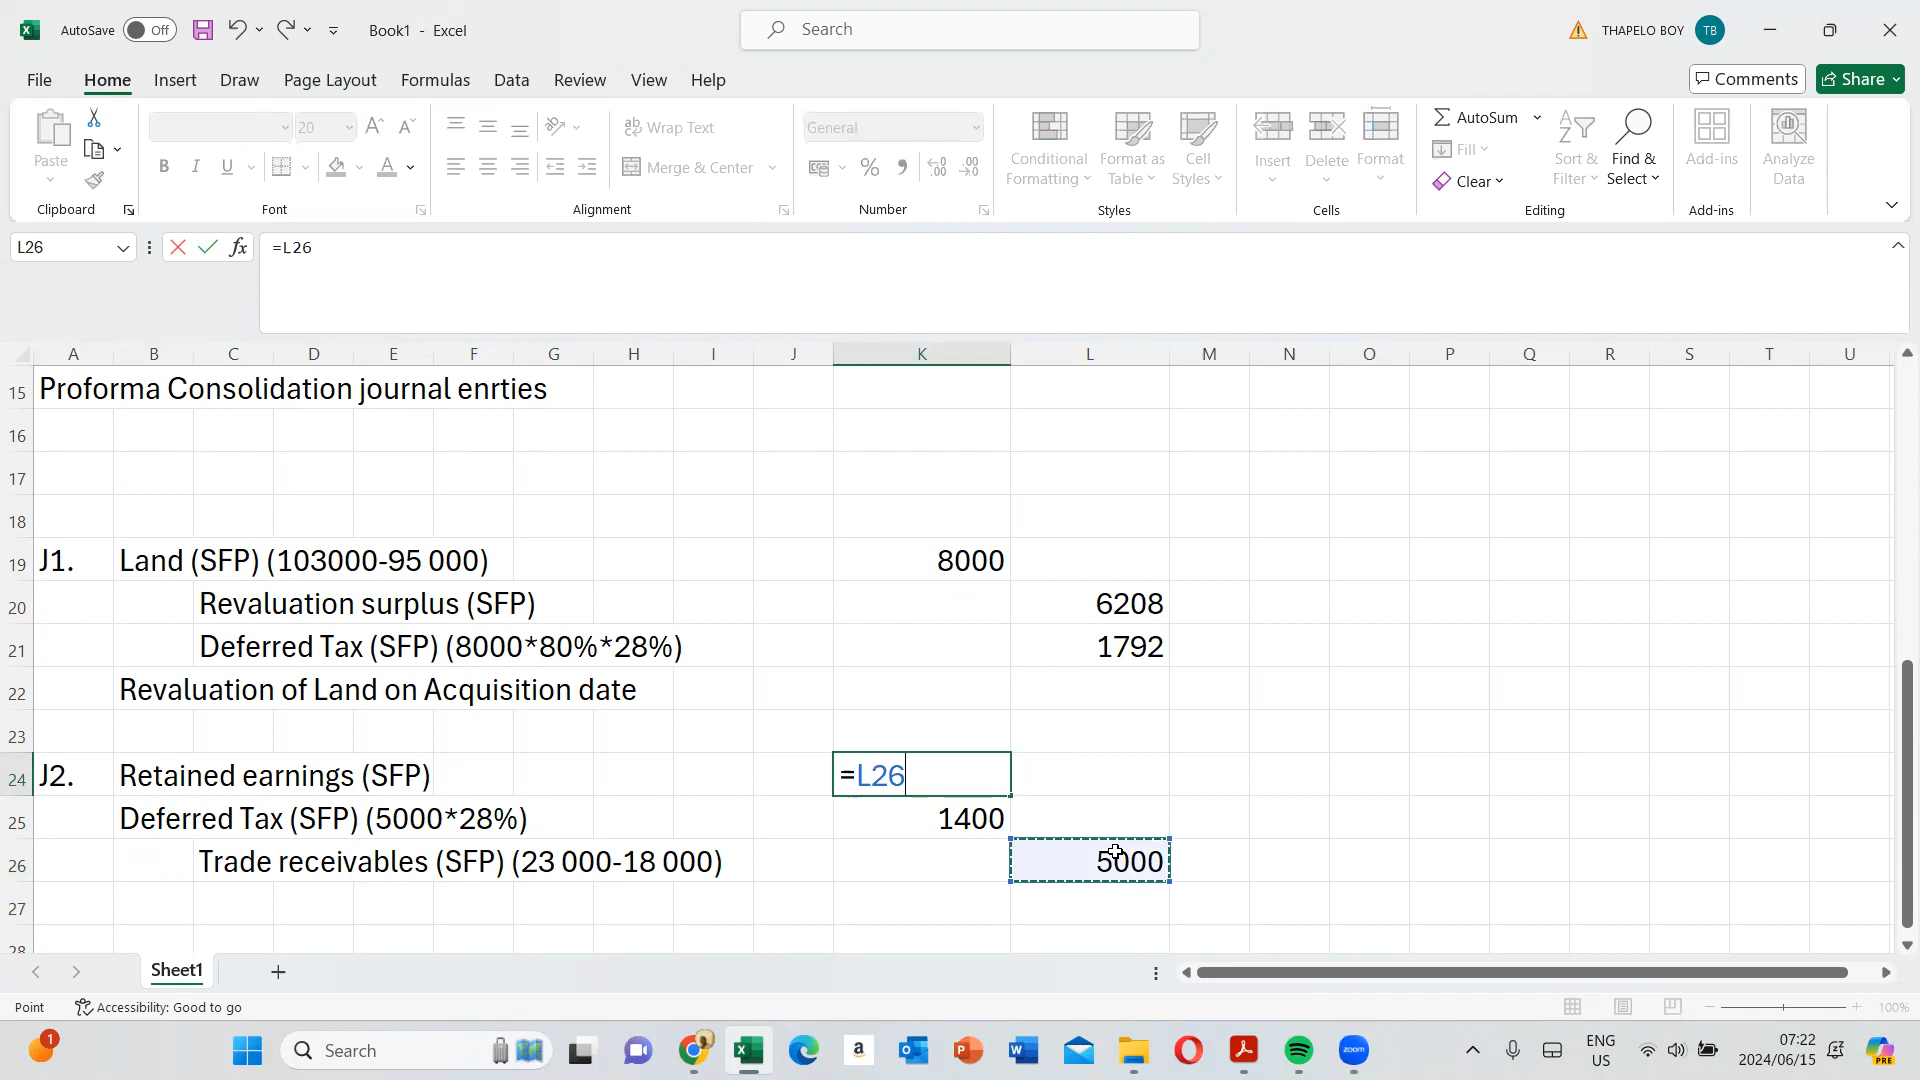 AutoSave Off Book1 - Excel Search THAPELO BOY TB
File Home Insert Draw Page Layout Formulas Data Review View Help Comments Share
Paste 20 Wrap Text General Conditional Formatting Format as Table Cell Styles Insert Delete Format AutoSum Sort & Filter Find & Select Add-ins Analyze Data
B I U Merge & Center % Fill
Clear
Clipboard Font Alignment Number Styles Cells Editing Add-ins
L26 fx =L26
A B C D E F G H I J K L M N O P Q R S T U
15 Proforma Consolidation journal enrties
16
17
18
19 J1. Land (SFP) (103000-95 000) 8000
20 Revaluation surplus (SFP) 6208
21 Deferred Tax (SFP) (8000*80%*28%) 1792
22 Revaluation of Land on Acquisition date
23
24 J2. Retained earnings (SFP) =L26
25 Deferred Tax (SFP) (5000*28%) 1400
26 Trade receivables (SFP) (23 000-18 000) 5000
27
28
Sheet1
Point Accessibility: Good to go 100%
1 Search a zoom ENG US 07:22 2024/06/15 PRE